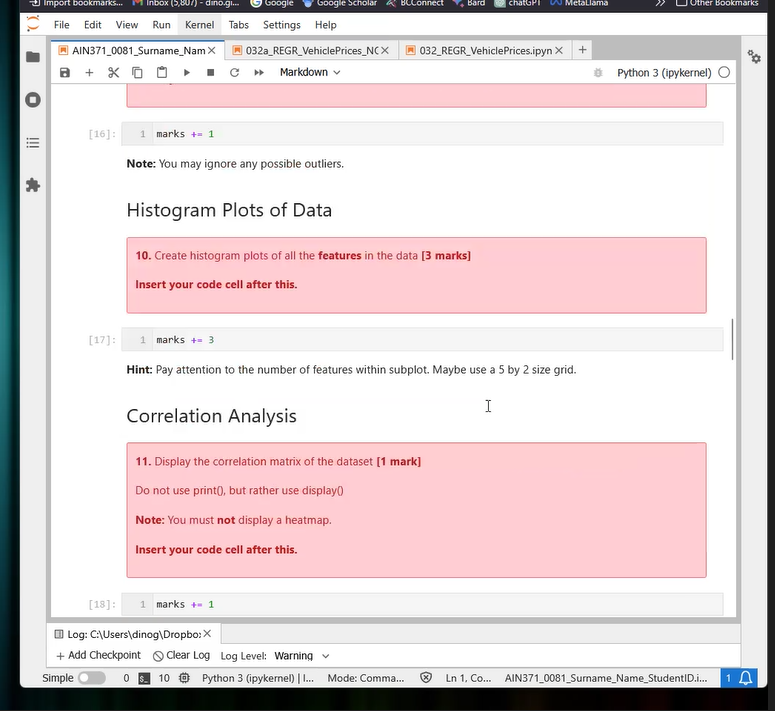 Import bookmarks...
Inbox (5,807) - dino.gi...
Google
Google Scholar
BCConnect
Bard
chatGPT
MetaLlama
Other Bookmarks
File Edit View Run Kernel Tabs Settings Help
AIN371_0081_Surname_Nam
032a_REGR_VehiclePrices_NC
032_REGR_VehiclePrices.ipynb
Markdown
Python 3 (ipykernel)
[16]: 1 marks += 1
Note: You may ignore any possible outliers.
Histogram Plots of Data
10. Create histogram plots of all the features in the data [3 marks]
Insert your code cell after this.
[17]: 1 marks += 3
Hint: Pay attention to the number of features within subplot. Maybe use a 5 by 2 size grid.
Correlation Analysis
11. Display the correlation matrix of the dataset [1 mark]
Do not use print(), but rather use display()
Note: You must not display a heatmap.
Insert your code cell after this.
[18]: 1 marks += 1
Log: C:\Users\dinog\Dropbo:
+ Add Checkpoint Clear Log Log Level: Warning
Simple 0 $_ 10 Python 3 (ipykernel) | I... Mode: Comma... Ln 1, Co... AIN371_0081_Surname_Name_StudentID.i... 1